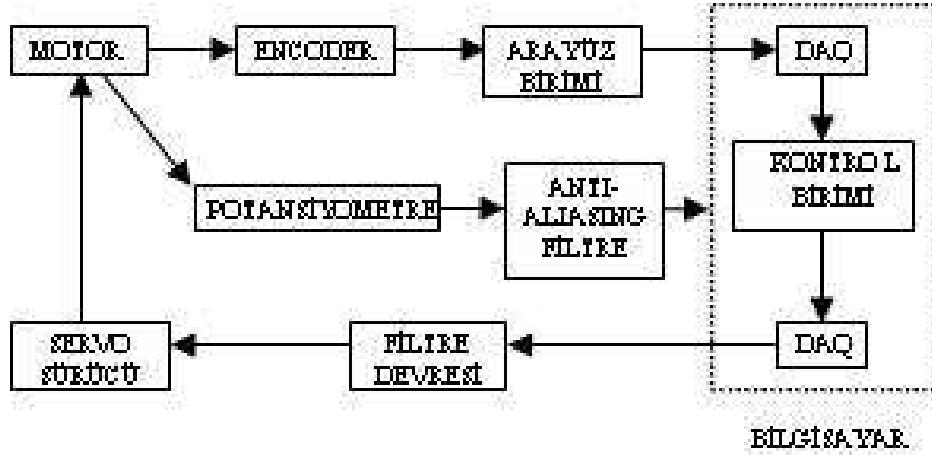 MOTOR
ENCODER
ARAYÜZ
BİRİMİ
DAQ
KONTROL
BİRİMİ
POTANSİYOMETRE
ANTI-
ALIASING
FİLTRE
SERVO
SÜRÜCÜ
FİLTRE
DEVRESİ
DAQ
BİLGİSAYAR